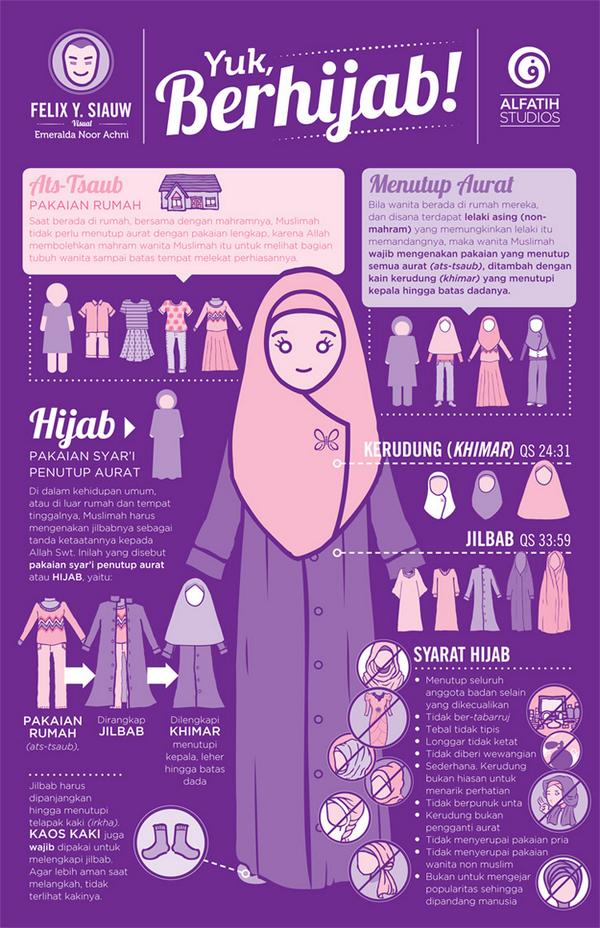 FELIX Y. SIAUW
Visual
Emeralda Noor Achni
Yuk,
Berhijab!
ALFATIH
STUDIOS
Ats-Tsaub
PAKAIAN RUMAH
Saat berada di rumah, bersama dengan mahramnya, Muslimah
tidak perlu menutup aurat dengan pakaian lengkap, karena Allah
membolehkan mahram wanita Muslimah itu untuk melihat bagian
tubuh wanita sampai batas tempat melekat perhiasannya.
Menutup Aurat
Bila wanita berada di rumah mereka,
dan disana terdapat lelaki asing (non-
mahram) yang memungkinkan lelaki itu
memandangnya, maka wanita Muslimah
wajib mengenakan pakaian yang menutup
semua aurat (ats-tsaub), ditambah dengan
kain kerudung (khimar) yang menutupi
kepala hingga batas dadanya.
Hijab
PAKAIAN SYAR'I
PENUTUP AURAT
Di dalam kehidupan umum,
atau di luar rumah dan tempat
tinggalnya, Muslimah harus
mengenakan jilbabnya sebagai
tanda ketaatannya kepada
Allah Swt. Inilah yang disebut
pakaian syar'i penutup aurat
atau HIJAB, yaitu:
KERUDUNG (KHIMAR) QS 24:31
JILBAB QS 33:59
PAKAIAN
RUMAH
(ats-tsaub),
Dirangkap
JILBAB
Dilengkapi
KHIMAR
menutupi
kepala, leher
hingga batas
dada
Jilbab harus
dipanjangkan
hingga menutupi
telapak kaki (irkha).
KAOS KAKI juga
wajib dipakai untuk
melengkapi jilbab.
Agar lebih aman saat
melangkah, tidak
terlihat kakinya.
SYARAT HIJAB
• Menutup seluruh
anggota badan selain
yang dikecualikan
• Tidak ber-tabarruj
• Tebal tidak tipis
• Longgar tidak ketat
• Tidak diberi wewangian
• Sederhana. Kerudung
bukan hiasan untuk
menarik perhatian
• Tidak berpunuk unta
• Kerudung bukan
pengganti aurat
• Tidak menyerupai pakaian pria
• Tidak menyerupai pakaian
wanita non muslim
• Bukan untuk mengejar
popularitas sehingga
dipandang manusia